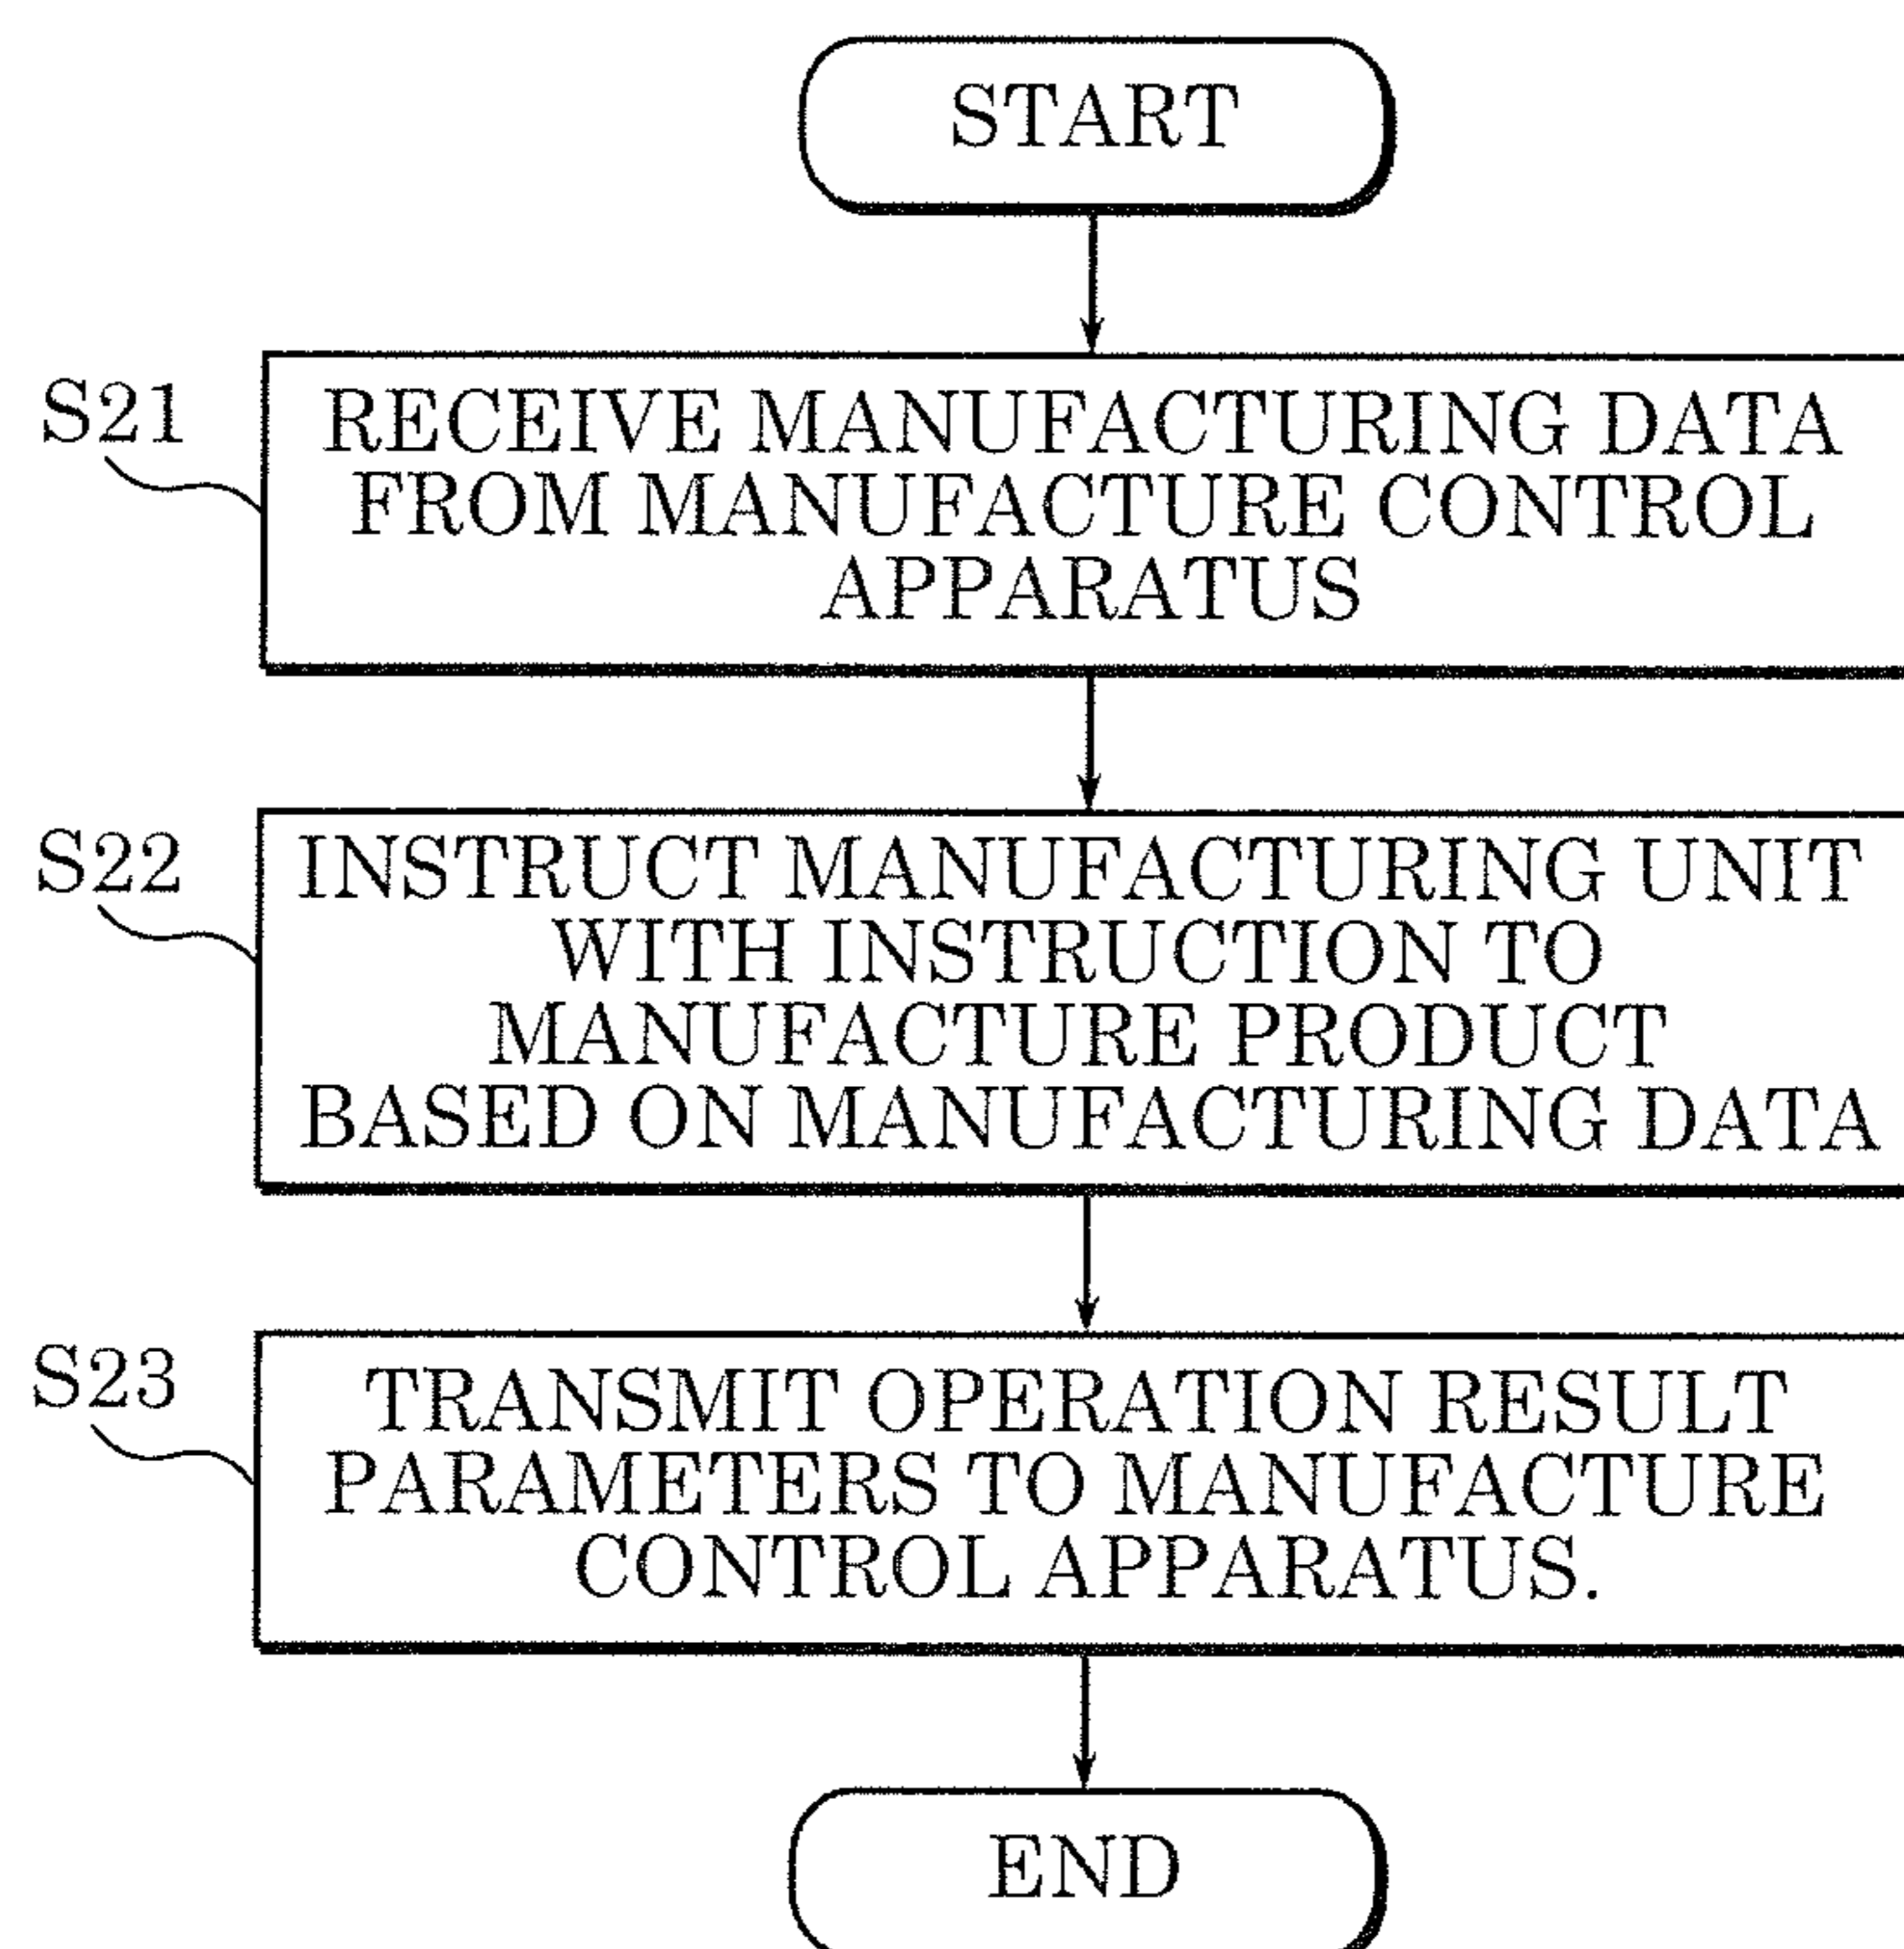 START
S21
RECEIVE MANUFACTURING DATA
FROM MANUFACTURE CONTROL
APPARATUS
S22
INSTRUCT MANUFACTURING UNIT
WITH INSTRUCTION TO
MANUFACTURE PRODUCT
BASED ON MANUFACTURING DATA
S23
TRANSMIT OPERATION RESULT
PARAMETERS TO MANUFACTURE
CONTROL APPARATUS.
END